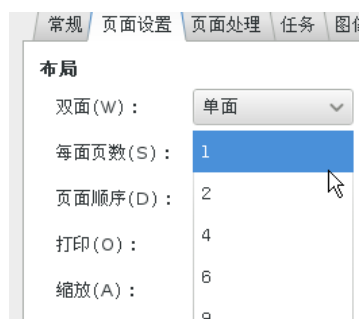 常规 页面设置 页面处理 任务
布局
双面(W)： 单面
每面页数(S)： 1
页面顺序(D)： 2
打印(O)： 4
缩放(A)： 6